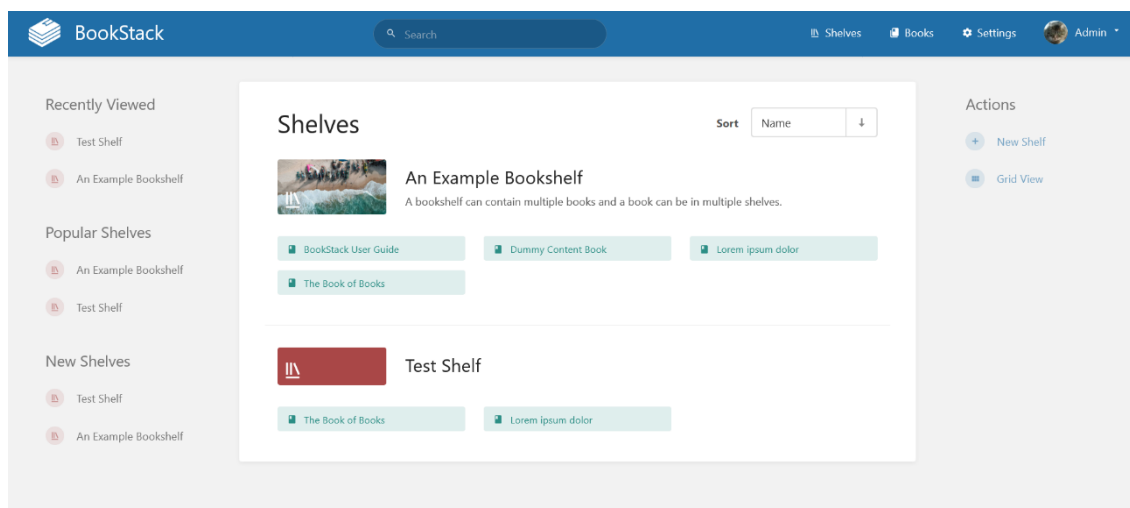 BookStack
Search
Shelves
Books
Settings
Admin
Recently Viewed
Test Shelf
An Example Bookshelf
Popular Shelves
An Example Bookshelf
Test Shelf
New Shelves
Test Shelf
An Example Bookshelf
Shelves
Sort Name
An Example Bookshelf
A bookshelf can contain multiple books and a book can be in multiple shelves.
BookStack User Guide
Dummy Content Book
Lorem ipsum dolor
The Book of Books
Test Shelf
The Book of Books
Lorem ipsum dolor
Actions
New Shelf
Grid View